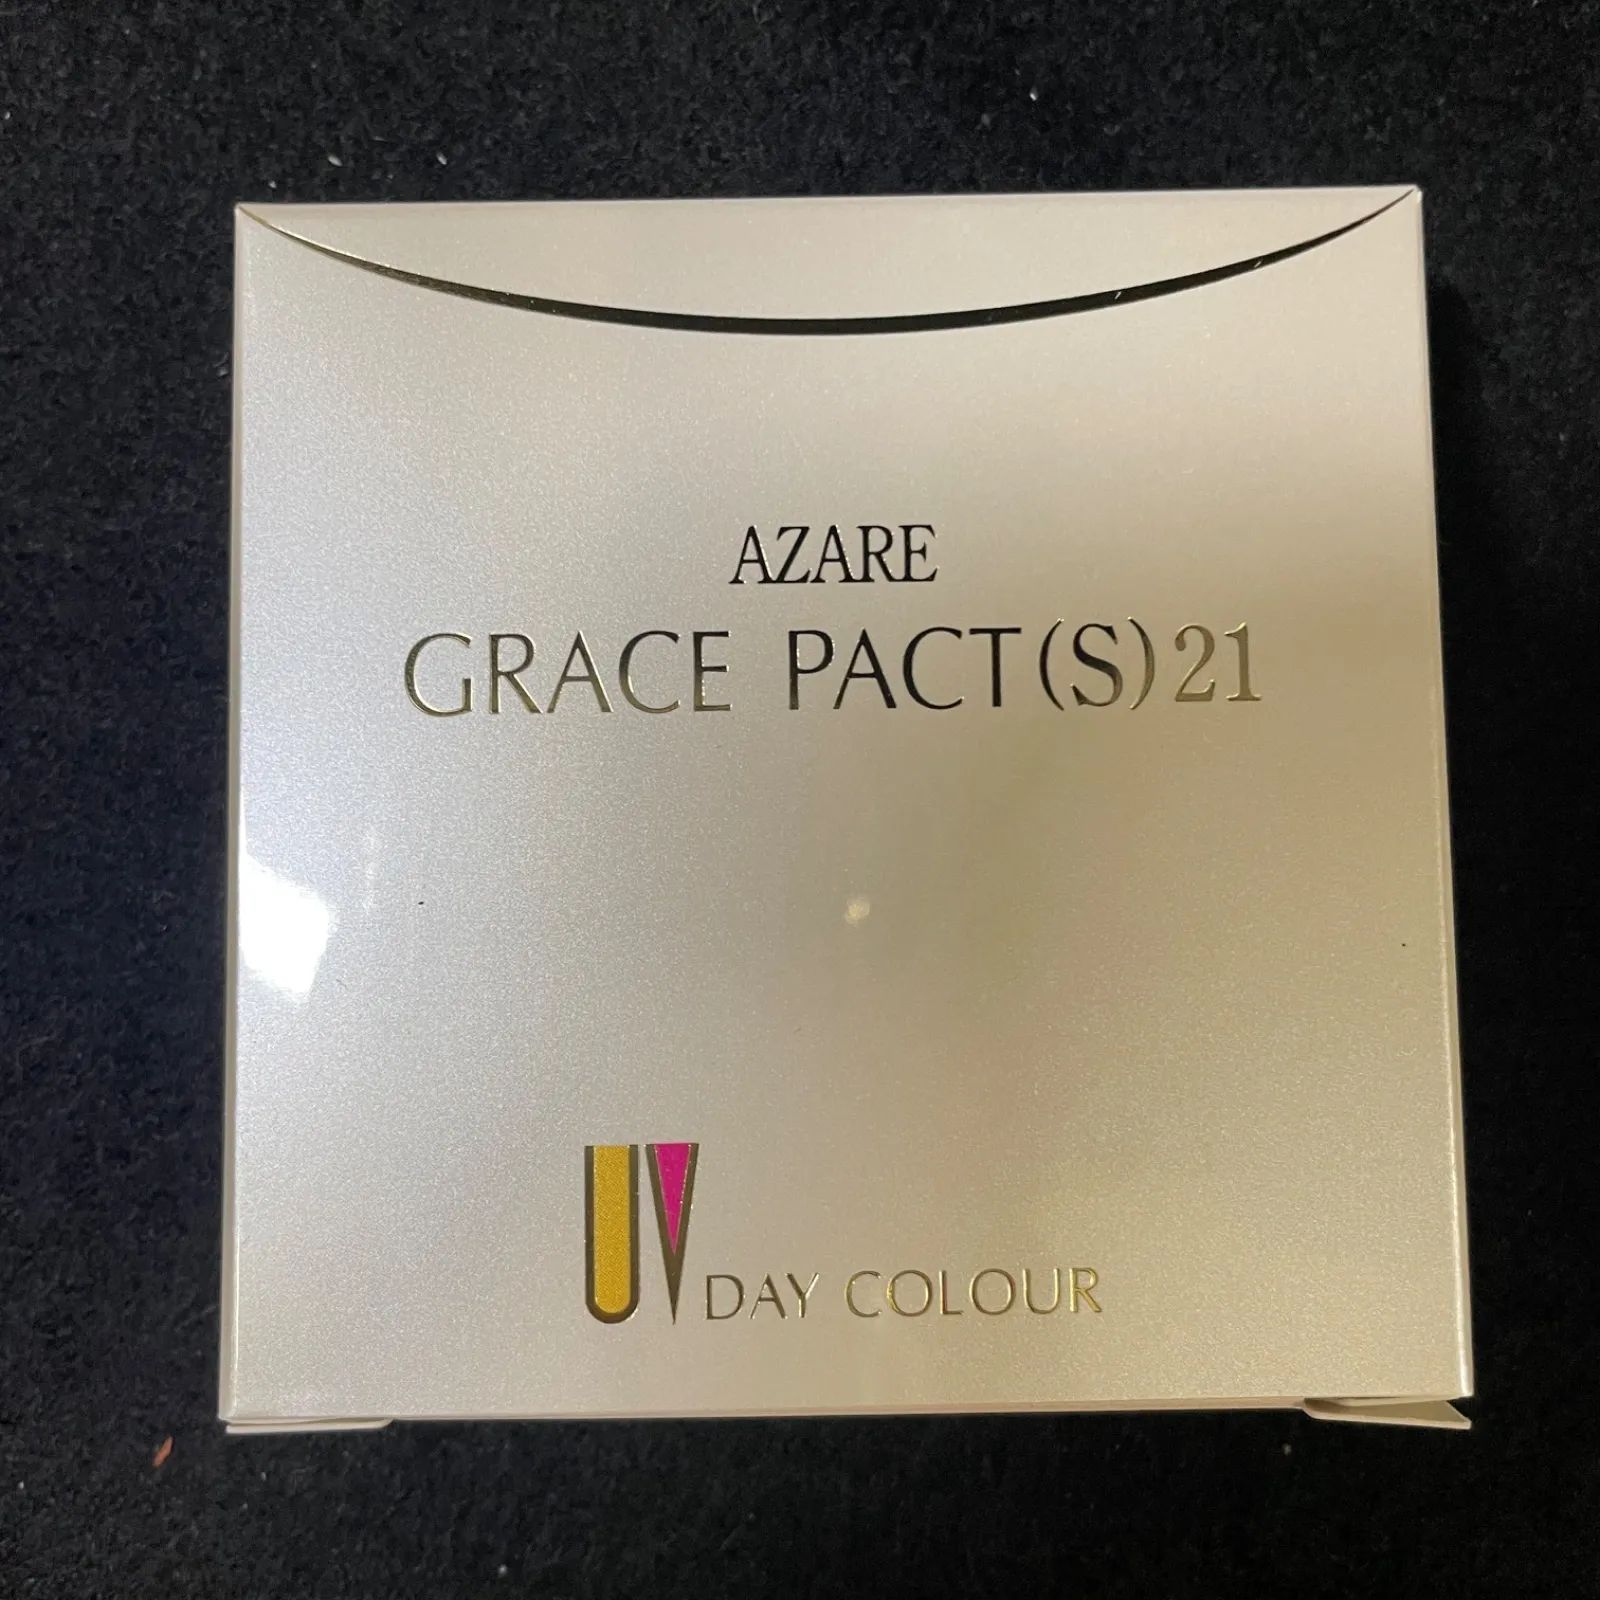 AZARE
GRACE PACT(S)21
UV DAY COLOUR